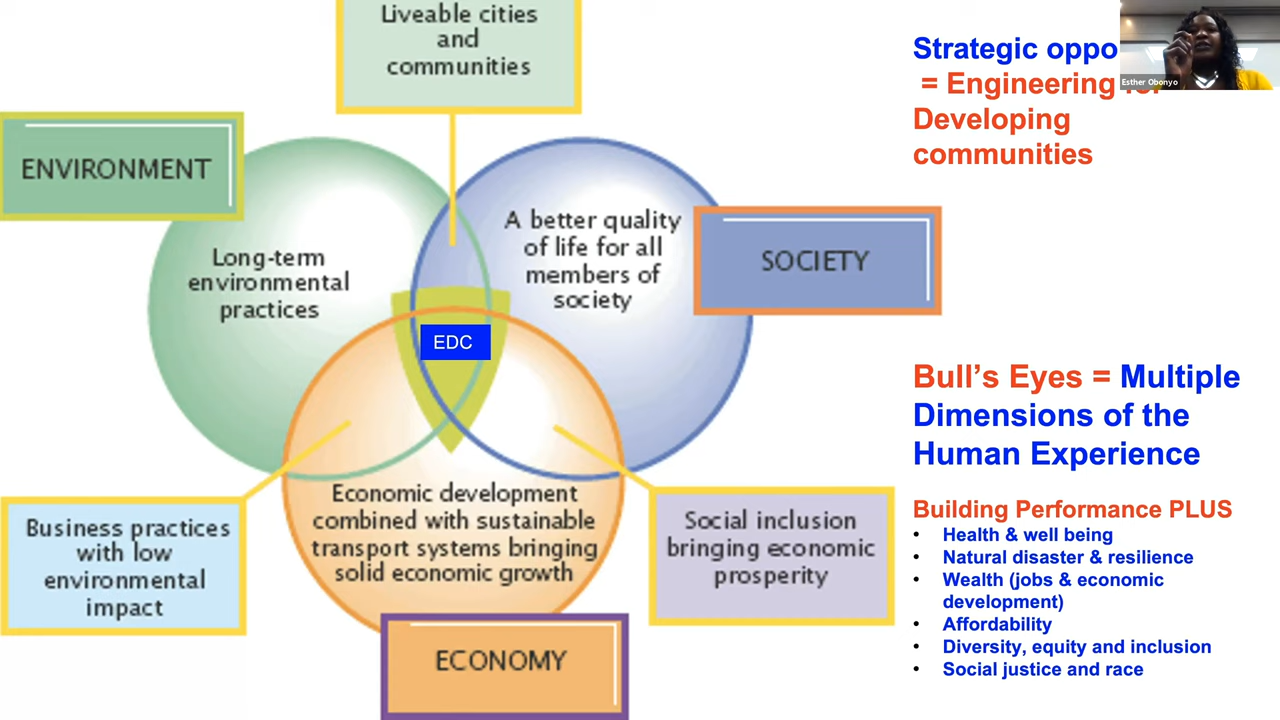 Liveable cities
and
communities
ENVIRONMENT
Long-term
environmental
practices
A better quality
of life for all
members of
society
SOCIETY
EDC
Economic development
combined with sustainable
transport systems bringing
solid economic growth
Business practices
with low
environmental
impact
Social inclusion
bringing economic
prosperity
ECONOMY
Strategic oppo
= Engineering for
Developing
communities
Esther Obonyo
Bull's Eyes = Multiple
Dimensions of the
Human Experience
Building Performance PLUS
• Health & well being
• Natural disaster & resilience
• Wealth (jobs & economic
development)
• Affordability
• Diversity, equity and inclusion
• Social justice and race